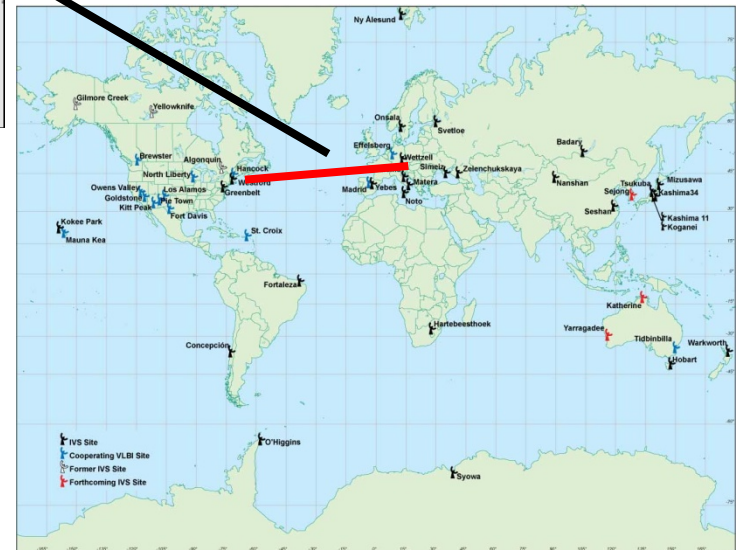 Ny Alesund
Gilmore Creek
Yellowknife
Onsala
Svetloe
Badary
Effelsberg
Wettzell
Brewster
Algonquin
Hancock
Westford
North Liberty
Simeiz
Zelenchukskaya
Nanshan
Tsukuba
Mizusawa
Sejong
Kashima34
Owens Valley
Los Alamos
Goldstone
Pie Town
Greenbelt
Madrid
Yebes
Matera
Noto
Kitt Peak
Fort Davis
Seshan
Kashima 11
Koganei
Kokee Park
Mauna Kea
St. Croix
Fortaleza
Katherine
Hartebeesthoek
Yarragadee
Tidbinbilla
Warkworth
Concepción
Hobart
IVS Site
Cooperating VLBI Site
Former IVS Site
Forthcoming IVS Site
O'Higgins
Syowa